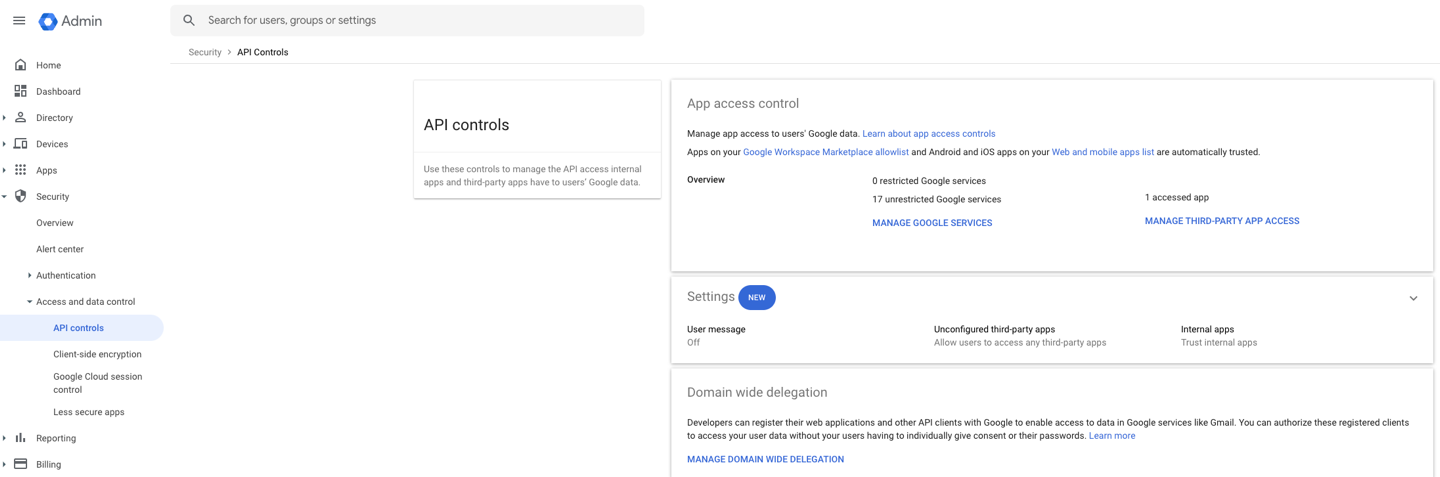 Admin
Search for users, groups or settings
Security > API Controls
Home
Dashboard
Directory
Devices
Apps
Security
Overview
Alert center
Authentication
Access and data control
API controls
Client-side encryption
Google Cloud session
control
Less secure apps
Reporting
Billing
API controls
Use these controls to manage the API access internal
apps and third-party apps have to users' Google data.
App access control
Manage app access to users' Google data. Learn about app access controls
Apps on your Google Workspace Marketplace allowlist and Android and iOS apps on your Web and mobile apps list are automatically trusted.
Overview
0 restricted Google services
17 unrestricted Google services
MANAGE GOOGLE SERVICES
1 accessed app
MANAGE THIRD-PARTY APP ACCESS
Settings NEW
User message
Off
Unconfigured third-party apps
Allow users to access any third-party apps
Internal apps
Trust internal apps
Domain wide delegation
Developers can register their web applications and other API clients with Google to enable access to data in Google services like Gmail. You can authorize these registered clients
to access your user data without your users having to individually give consent or their passwords. Learn more
MANAGE DOMAIN WIDE DELEGATION